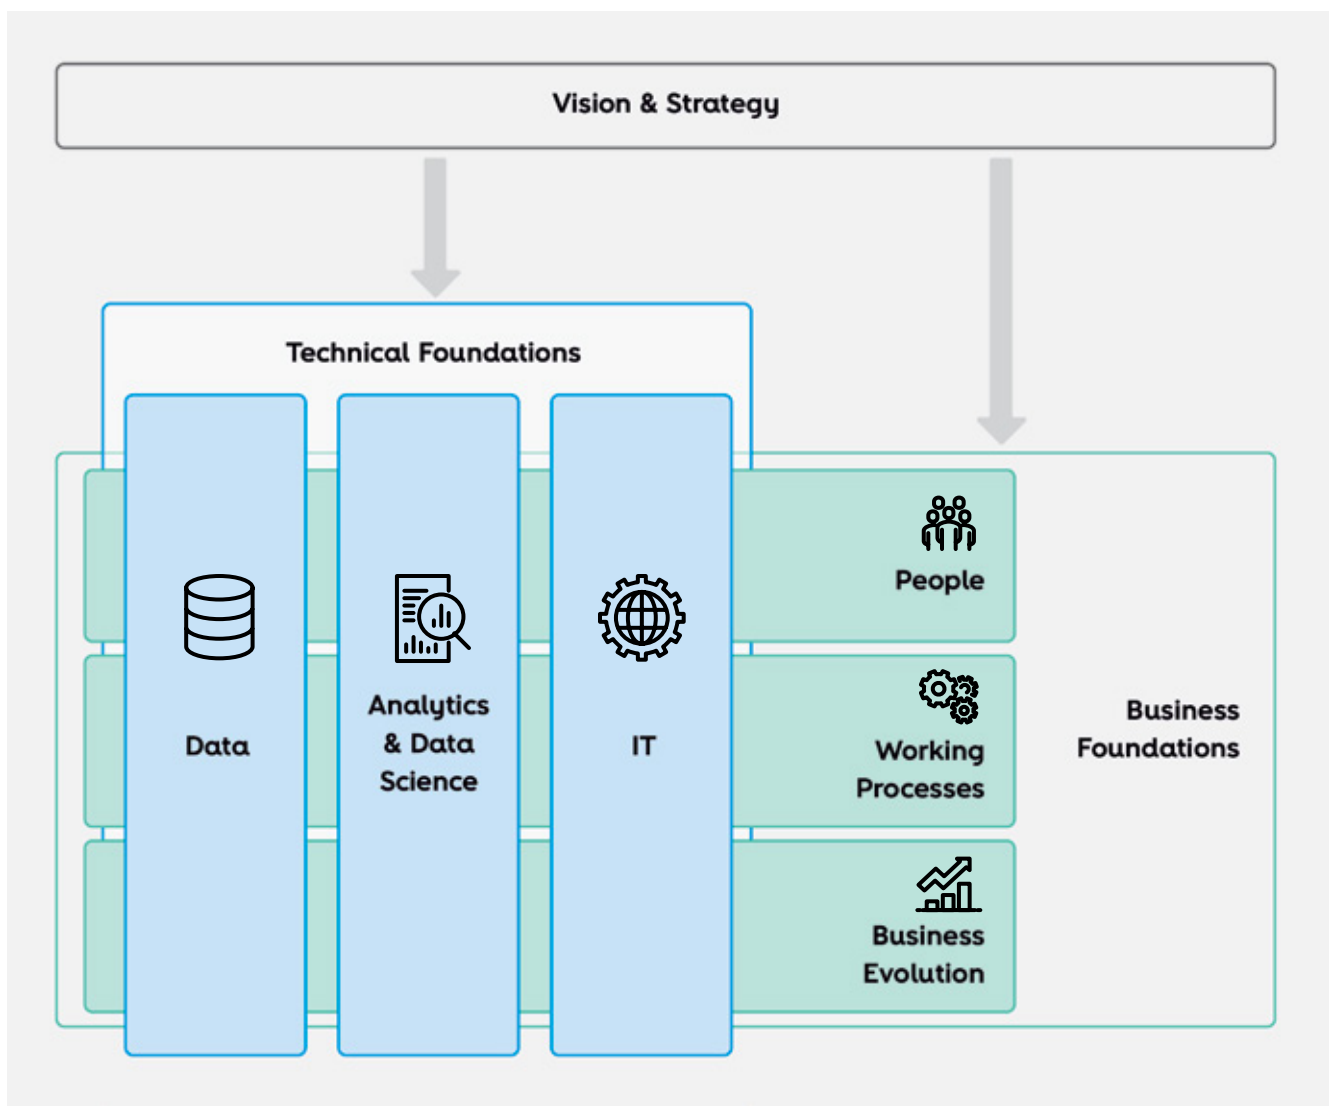 Vision & Strategy
Technical Foundations
Data
Analytics
& Data
Science
IT
People
Working
Processes
Business
Evolution
Business
Foundations